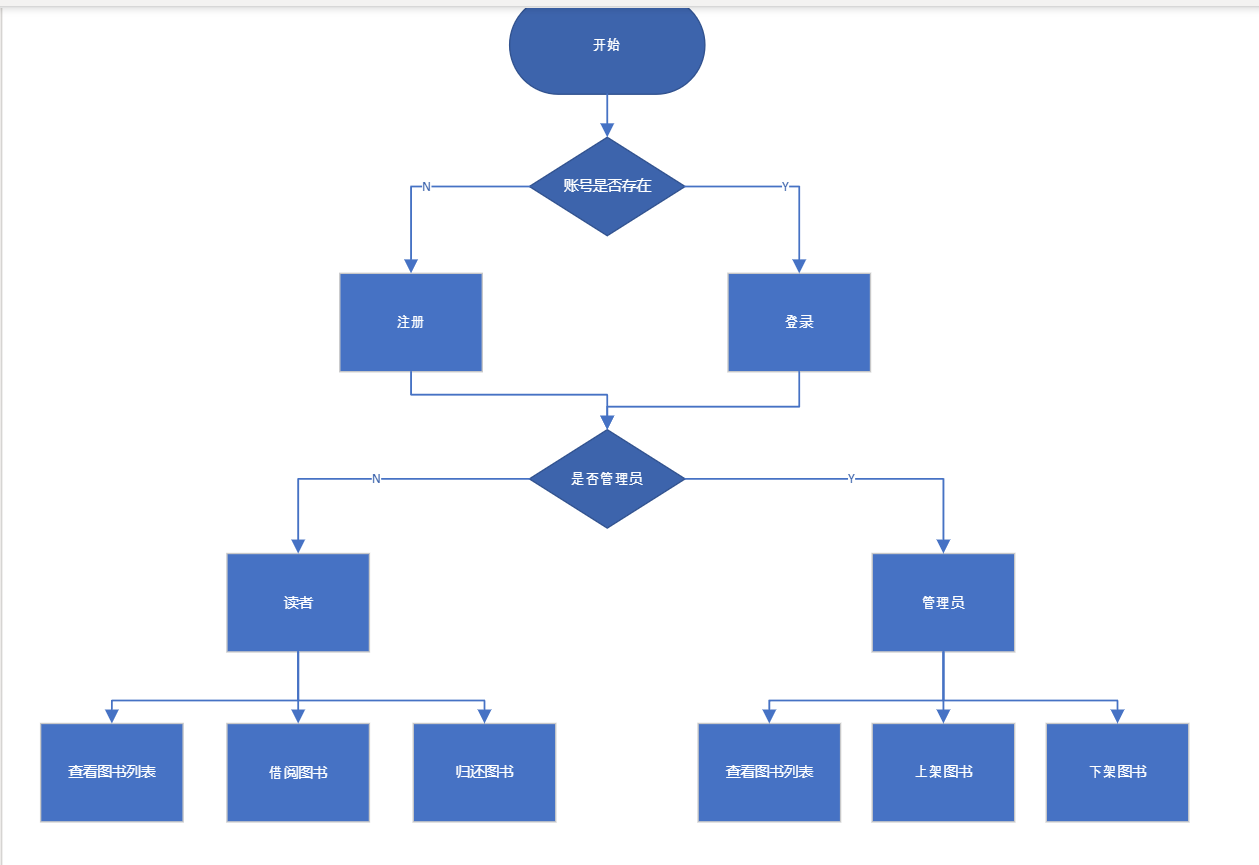 开始
账号是否存在
N
Y
注册
登录
是否管理员
N
Y
读者
管理员
查看图书列表
借阅图书
归还图书
查看图书列表
上架图书
下架图书